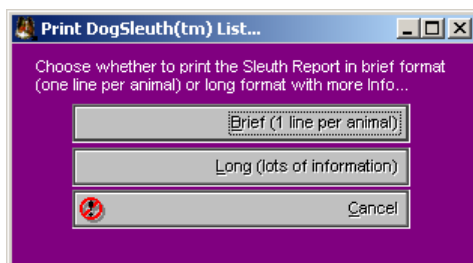 Print DogSleuth(tm) List...
Choose whether to print the Sleuth Report in brief format
(one line per animal) or long format with more Info...
Brief (1 line per animal)
Long (lots of information)
Cancel